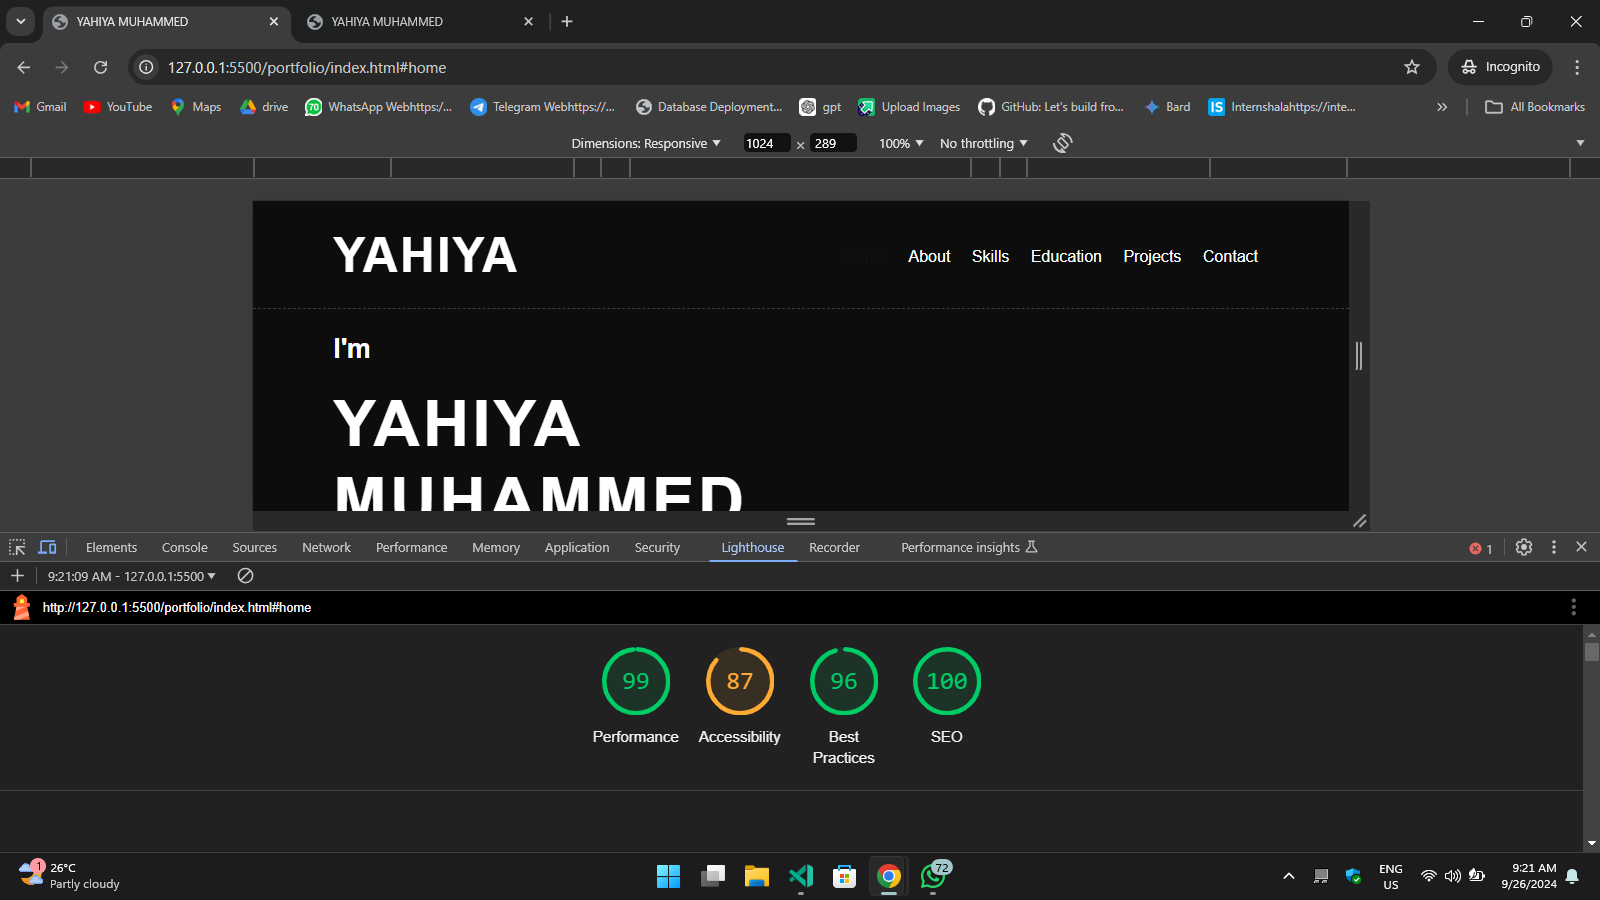 YAHIYA MUHAMMED
YAHIYA MUHAMMED
127.0.0.1:5500/portfolio/index.html#home
Incognito
Gmail
YouTube
Maps
drive
70
WhatsApp Webhttps:/...
Telegram Webhttps://...
Database Deployment...
gpt
Upload Images
GitHub: Let's build fro...
Bard
IS
Internshalahttps://inte...
All Bookmarks
Dimensions: Responsive
1024 x 289
100%
No throttling
YAHIYA
About Skills Education Projects Contact
I'm
YAHIYA
MUHAMMED
Elements Console Sources Network Performance Memory Application Security Lighthouse Recorder Performance insights
1
9:21:09 AM - 127.0.0.1:5500
http://127.0.0.1:5500/portfolio/index.html#home
99 87 96 100
Performance Accessibility Best Practices SEO
1
26°C
Partly cloudy
72
ENG
US
9:21 AM
9/26/2024